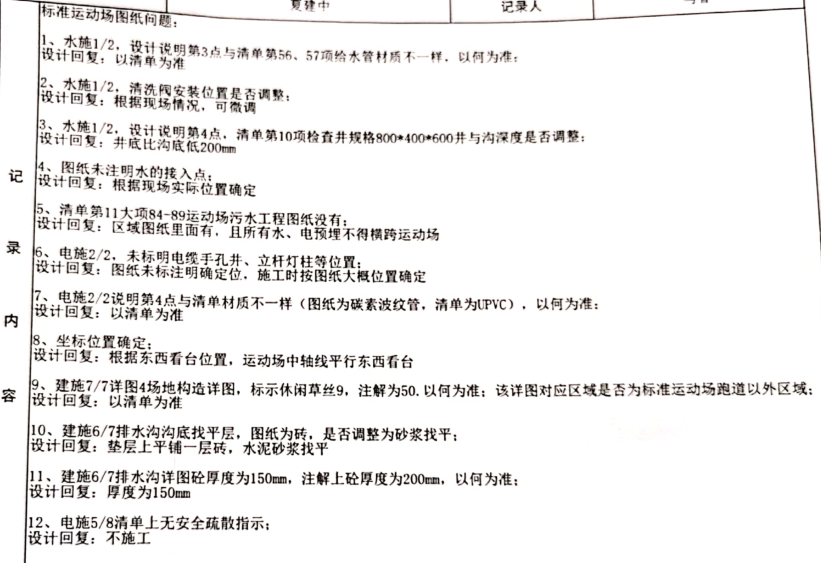 夏建中
记录人
标准运动场图纸问题：
1、水施1/2，设计说明第3点与清单第56、57项给水管材质不一样，以何为准；
设计回复：以清单为准
2、水施1/2，清洗阀安装位置是否调整；
设计回复：根据现场情况，可微调
3、水施1/2，设计说明第4点，清单第10项检查井规格800*400*600井与沟深度是否调整；
设计回复：井底比沟底低200mm
4、图纸未注明水的接入点；
设计回复：根据现场实际位置确定
5、清单第11大项84-89运动场污水工程图纸没有；
设计回复：区域图纸里面有，且所有水、电预埋不得横跨运动场
6、电施2/2，未标明电缆手孔井、立杆灯柱等位置；
设计回复：图纸未标注明确定位，施工时按图纸大概位置确定
7、电施2/2说明第4点与清单材质不一样（图纸为碳素波纹管，清单为UPVC），以何为准；
设计回复：以清单为准
8、坐标位置确定；
设计回复：根据东西看台位置，运动场中轴线平行东西看台
9、建施7/7详图4场地构造详图，标示休闲草丝9，注解为50.以何为准；该详图对应区域是否为标准运动场跑道以外区域；
设计回复：以清单为准
10、建施6/7排水沟沟底找平层，图纸为砖，是否调整为砂浆找平；
设计回复：垫层上平铺一层砖，水泥砂浆找平
11、建施6/7排水沟详图砼厚度为150mm，注解上砼厚度为200mm，以何为准；
设计回复：厚度为150mm
12、电施5/8清单上无安全疏散指示；
设计回复：不施工
记
录
内
容